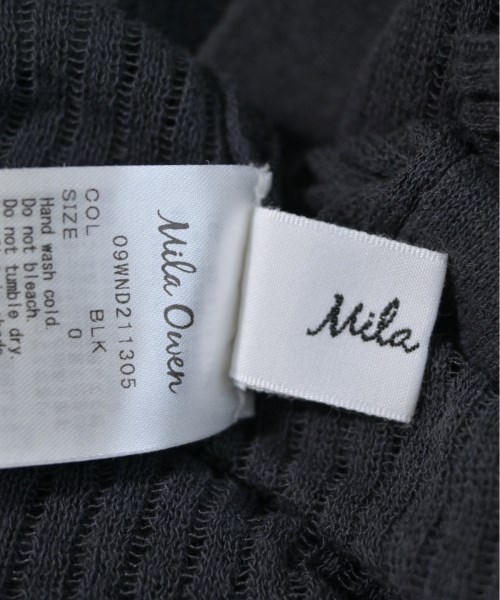 Mila Owen
09WND211305
COL BLK
SIZE 0
Hand wash cold.
Do not bleach.
Do not tumble dry.
Mila